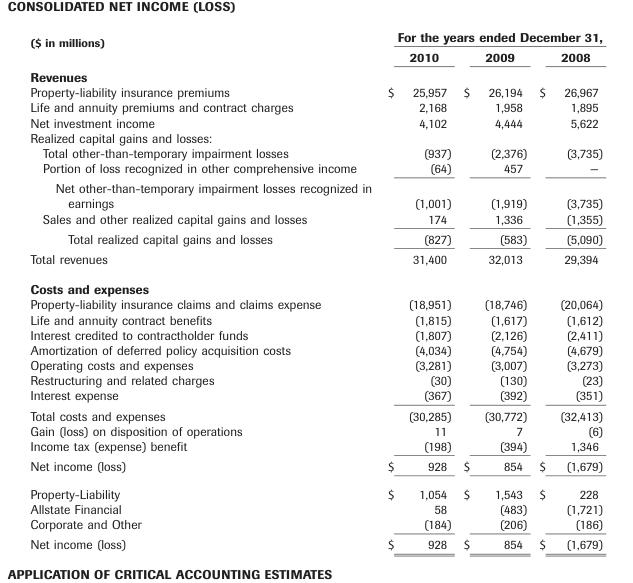 CONSOLIDATED NET INCOME (LOSS)
($ in millions) For the years ended December 31,
2010 2009 2008
Revenues
Property-liability insurance premiums $ 25,957 $ 26,194 $ 26,967
Life and annuity premiums and contract charges 2,168 1,958 1,895
Net investment income 4,102 4,444 5,622
Realized capital gains and losses:
Total other-than-temporary impairment losses (937) (2,376) (3,735)
Portion of loss recognized in other comprehensive income (64) 457 –
Net other-than-temporary impairment losses recognized in
earnings (1,001) (1,919) (3,735)
Sales and other realized capital gains and losses 174 1,336 (1,355)
Total realized capital gains and losses (827) (583) (5,090)
Total revenues 31,400 32,013 29,394
Costs and expenses
Property-liability insurance claims and claims expense (18,951) (18,746) (20,064)
Life and annuity contract benefits (1,815) (1,617) (1,612)
Interest credited to contractholder funds (1,807) (2,126) (2,411)
Amortization of deferred policy acquisition costs (4,034) (4,754) (4,679)
Operating costs and expenses (3,281) (3,007) (3,273)
Restructuring and related charges (30) (130) (23)
Interest expense (367) (392) (351)
Total costs and expenses (30,285) (30,772) (32,413)
Gain (loss) on disposition of operations 11 7 (6)
Income tax (expense) benefit (198) (394) 1,346
Net income (loss) $ 928 $ 854 $ (1,679)
Property-Liability $ 1,054 $ 1,543 $ 228
Allstate Financial 58 (483) (1,721)
Corporate and Other (184) (206) (186)
Net income (loss) $ 928 $ 854 $ (1,679)
APPLICATION OF CRITICAL ACCOUNTING ESTIMATES